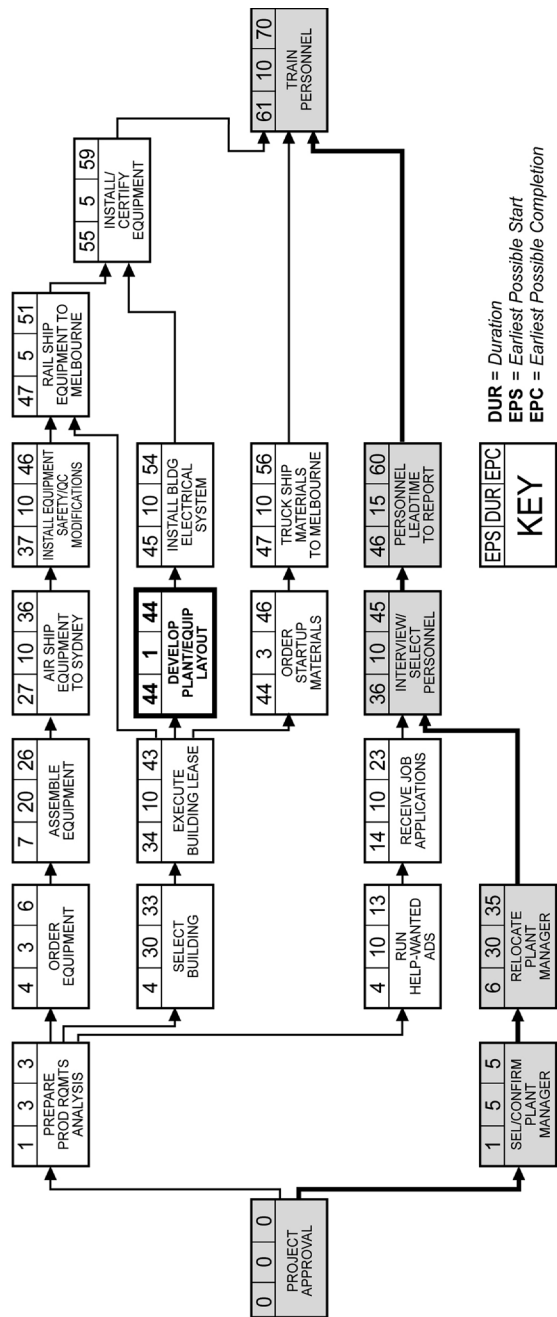 0 0 0
PROJECT
APPROVAL
1 3 3
PREPARE
PROD RQMTS
ANALYSIS
4 3 6
ORDER
EQUIPMENT
7 20 26
ASSEMBLE
EQUIPMENT
27 10 36
AIR SHIP
EQUIPMENT
TO SYDNEY
37 10 46
INSTALL EQUIPMENT
SAFETY/QC
MODIFICATIONS
47 5 51
RAIL SHIP
EQUIPMENT TO
MELBOURNE
55 5 59
INSTALL/
CERTIFY
EQUIPMENT
4 30 33
SELECT
BUILDING
34 10 43
EXECUTE
BUILDING LEASE
44 1 44
DEVELOP
PLANT/EQUIP
LAYOUT
45 10 54
INSTALL BLDG
ELECTRICAL
SYSTEM
44 3 46
ORDER
STARTUP
MATERIALS
47 10 56
TRUCK SHIP
MATERIALS
TO MELBOURNE
61 10 70
TRAIN
PERSONNEL
4 10 13
RUN
HELP-WANTED
ADS
14 10 23
RECEIVE JOB
APPLICATIONS
36 10 45
INTERVIEW/
SELECT
PERSONNEL
46 15 60
PERSONNEL
LEADTIME
TO REPORT
1 5 5
SEL/CONFIRM
PLANT
MANAGER
6 30 35
RELOCATE
PLANT
MANAGER
EPS DUR EPC
KEY
DUR = Duration
EPS = Earliest Possible Start
EPC = Earliest Possible Completion